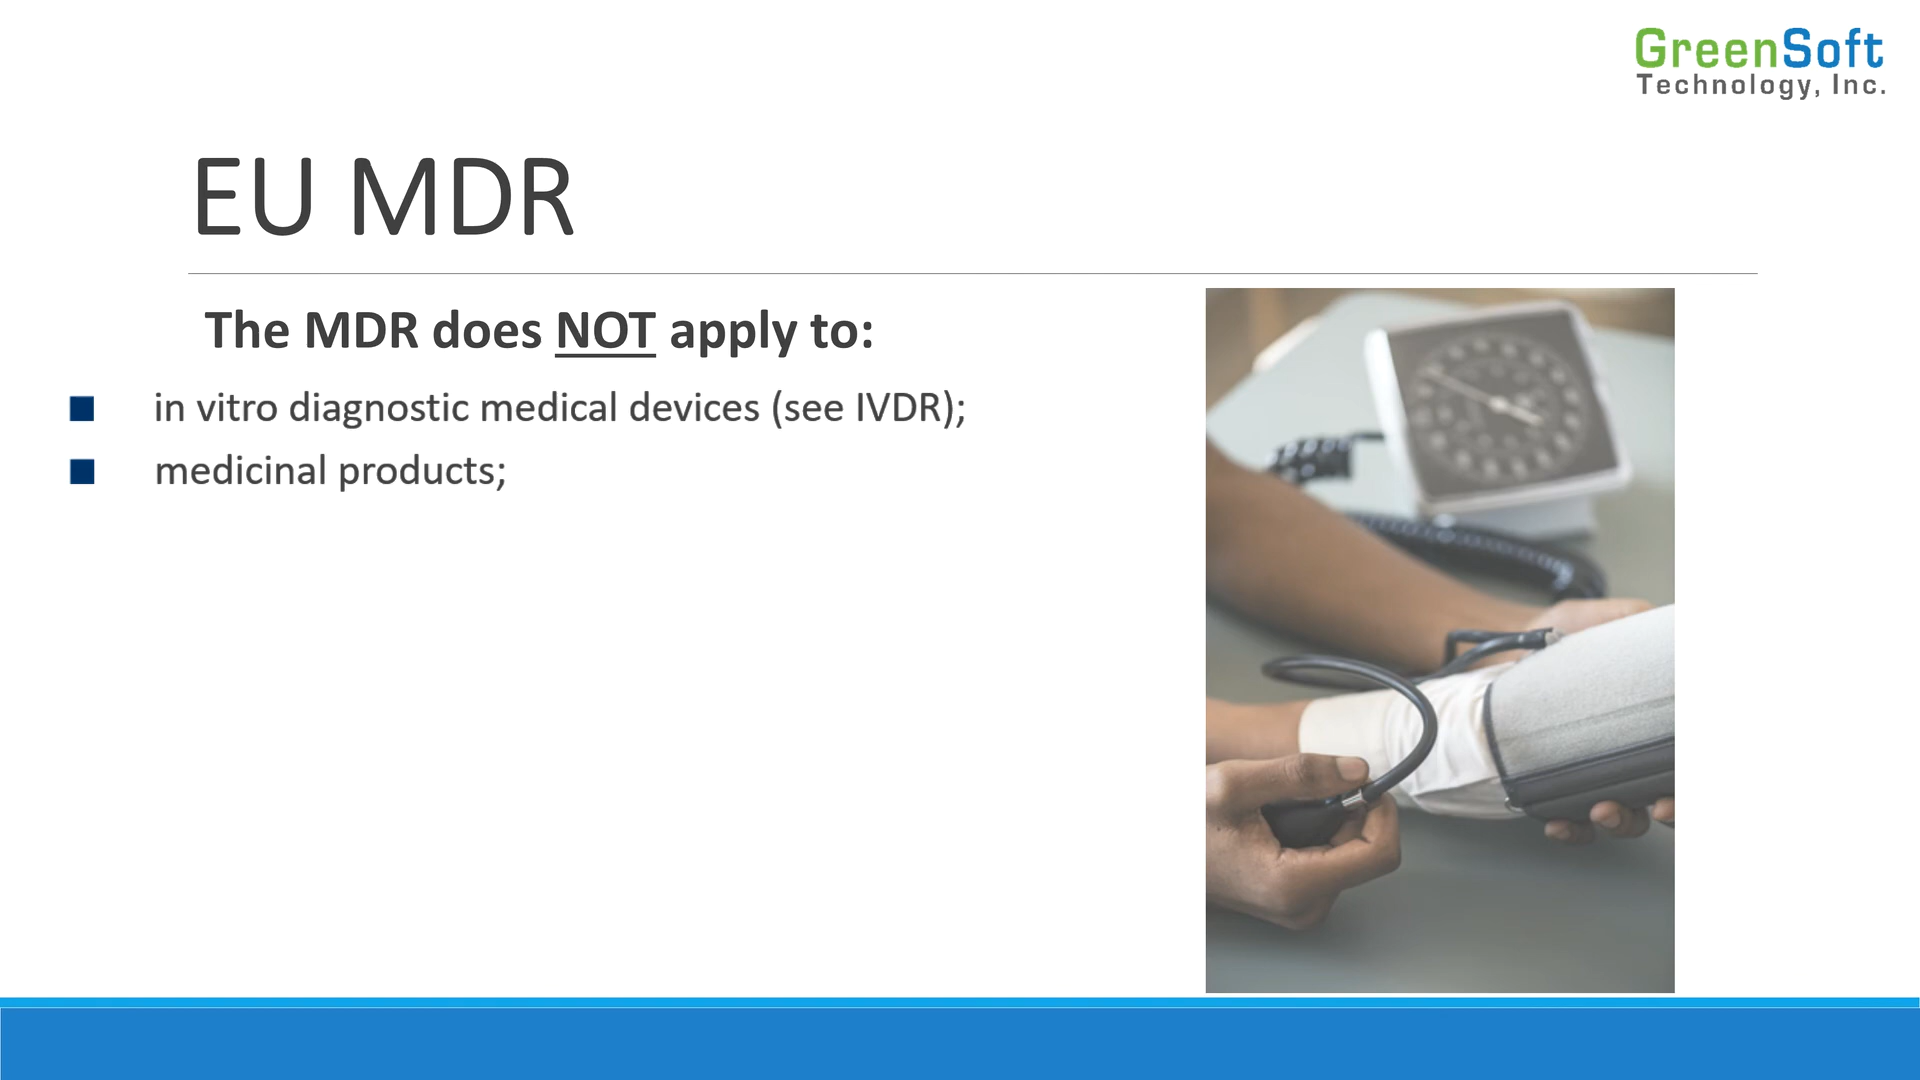 GreenSoft
Technology, Inc.
EU MDR
The MDR does NOT apply to:
in vitro diagnostic medical devices (see IVDR);
medicinal products;